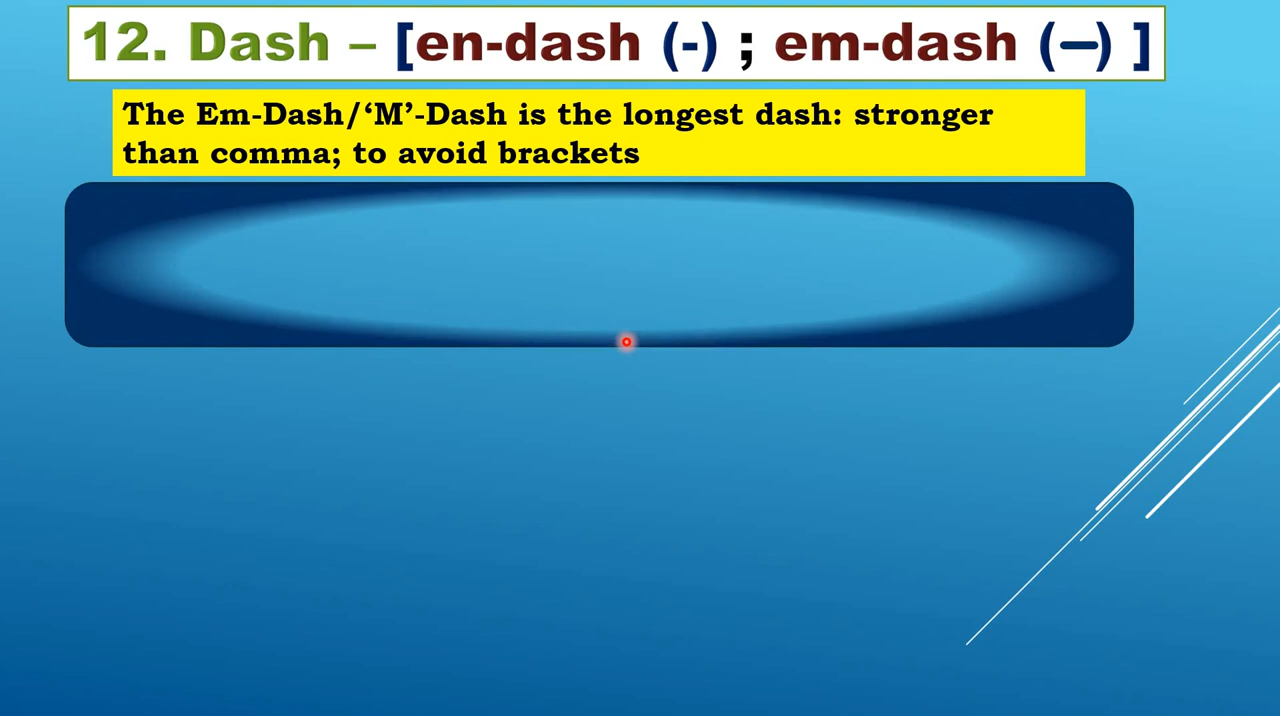 12. Dash – [en-dash (-) ; em-dash (—) ]
The Em-Dash/‘M’-Dash is the longest dash: stronger
than comma; to avoid brackets